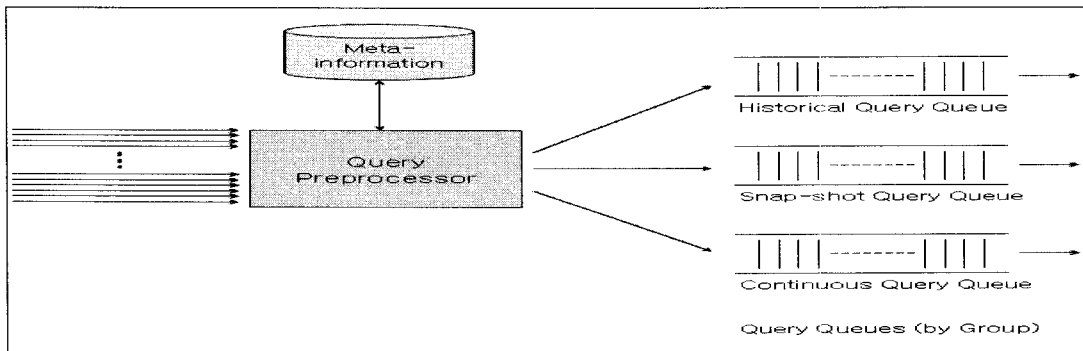 Meta-
information
Query
Preprocessor
Historical Query Queue
Snap-shot Query Queue
Continuous Query Queue
Query Queues (by Group)